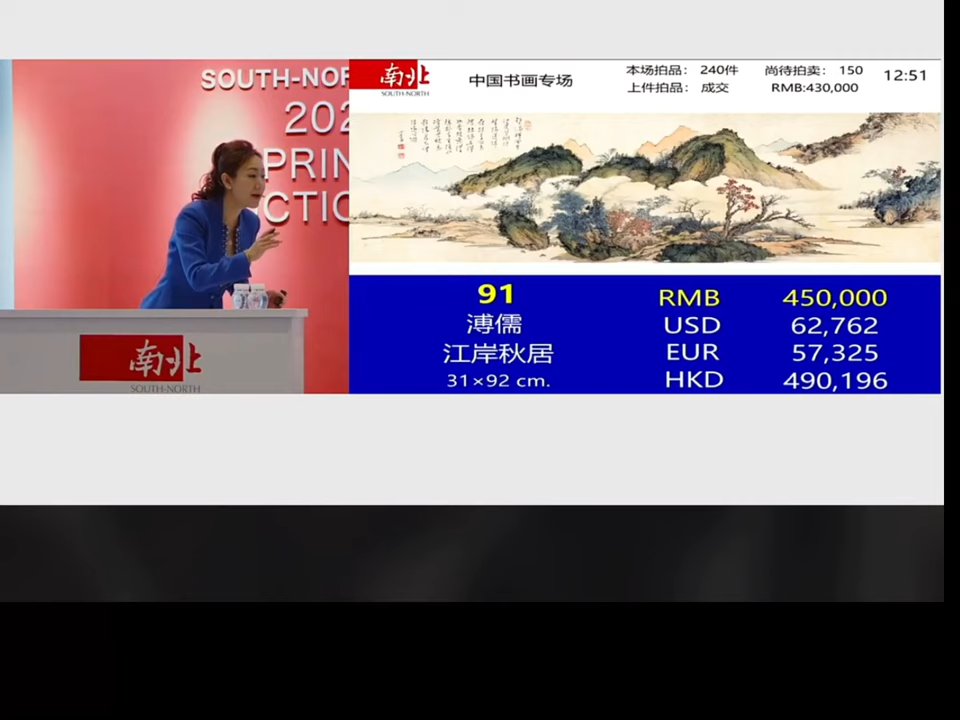 SOUTH-NOR
202
PRIN
CTIO
南北
SOUTH-NORTH
南北
SOUTH-NORTH
中国书画专场
本场拍品: 240件 尚待拍卖: 150
上件拍品: 成交 RMB:430,000
12:51
91
溥儒
江岸秋居
31×92 cm.
RMB 450,000
USD 62,762
EUR 57,325
HKD 490,196